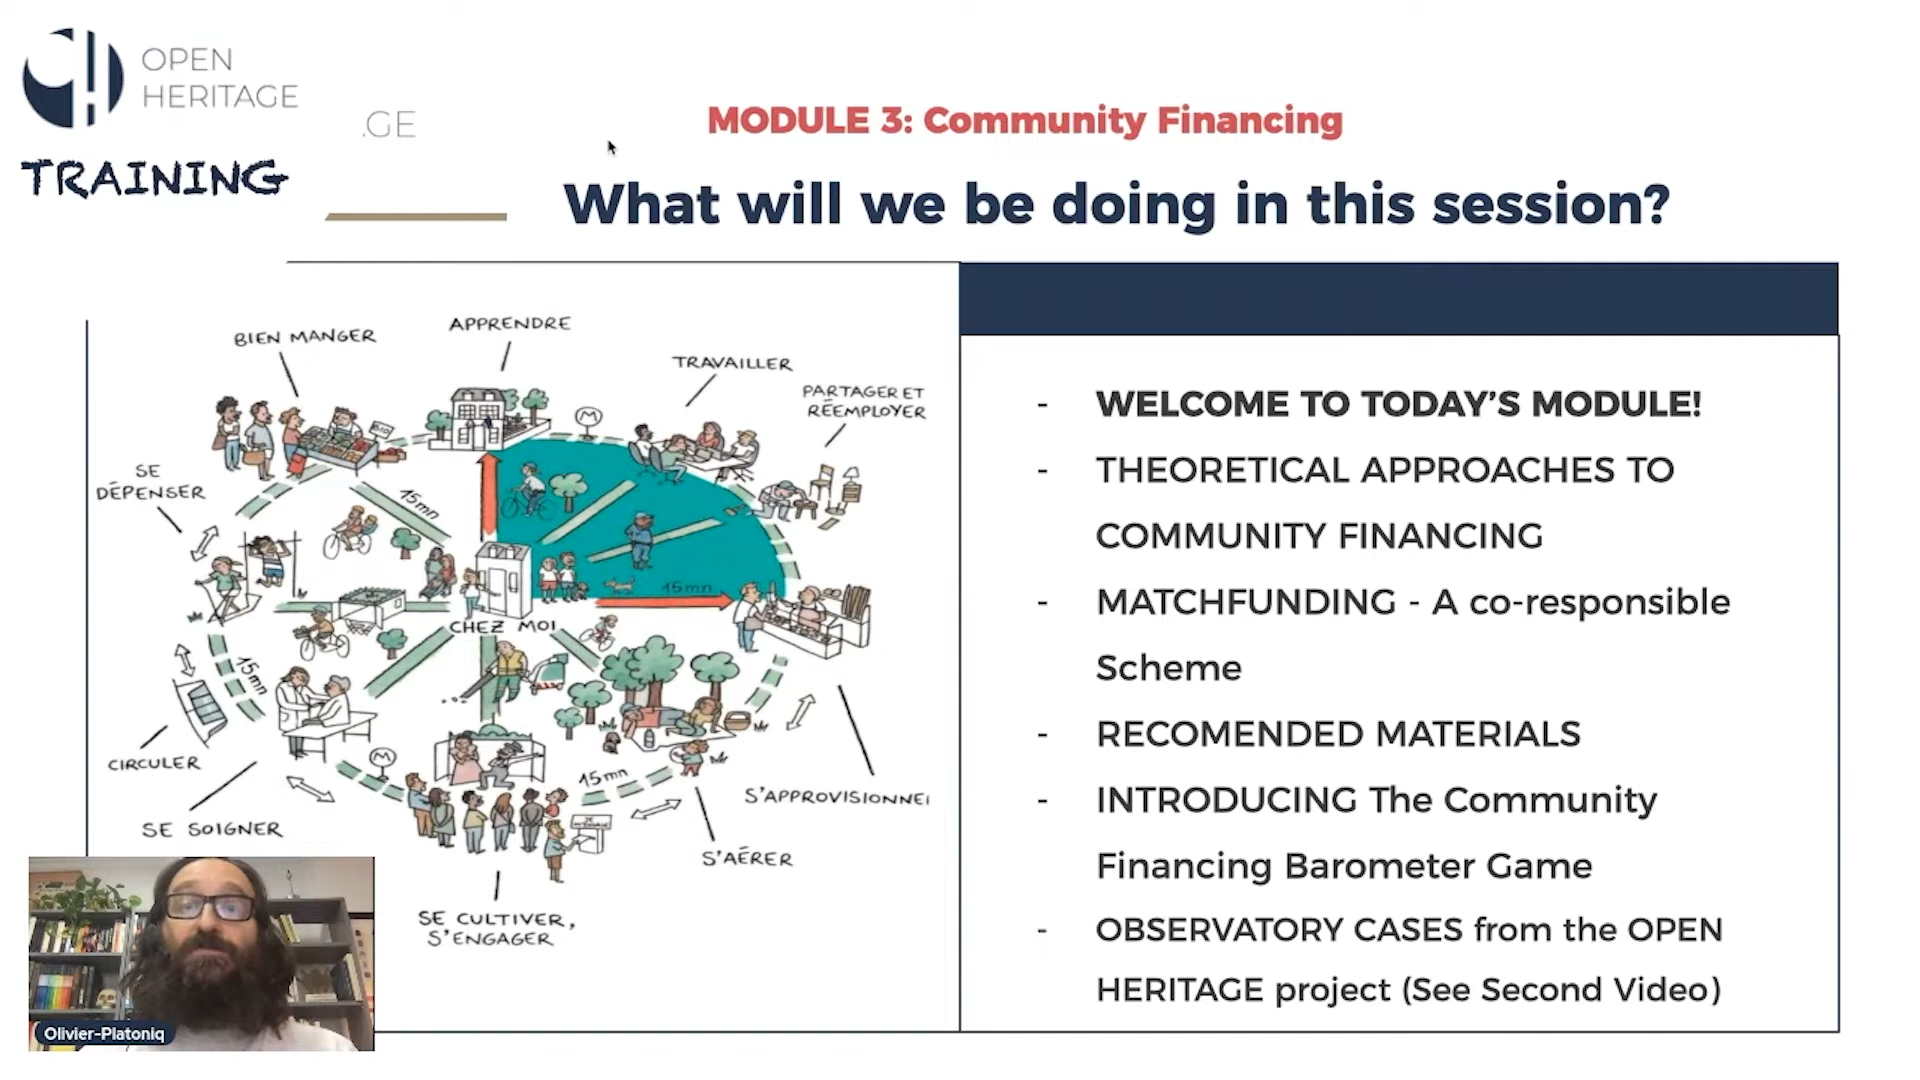 OPEN
HERITAGE
TRAINING
.GE
MODULE 3: Community Financing
What will we be doing in this session?
BIEN MANGER
APPRENDRE
TRAVAILLER
PARTAGER ET
RÉEMPLOYER
SE
DÉPENSER
BIO
M
15mn
15mn
CHEZ MOI
15mn
CIRCULER
M
15mn
SE SOIGNER
S'APPROVISIONNEI
S'AÉRER
SE CULTIVER,
S'ENGAGER
- WELCOME TO TODAY'S MODULE!
- THEORETICAL APPROACHES TO
COMMUNITY FINANCING
- MATCHFUNDING - A co-responsible
Scheme
- RECOMENDED MATERIALS
- INTRODUCING The Community
Financing Barometer Game
- OBSERVATORY CASES from the OPEN
HERITAGE project (See Second Video)
Olivier-Platoniq